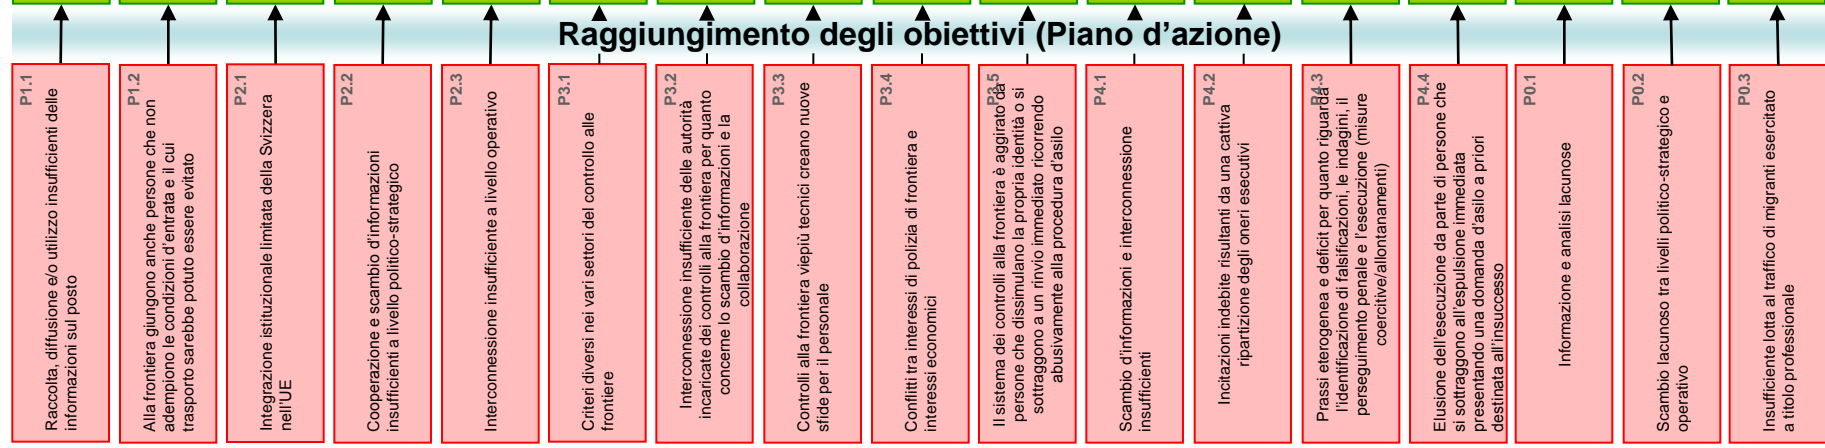 Raggiungimento degli obiettivi (Piano d’azione)
P1.1
Raccolta, diffusione e/o utilizzo insufficienti delle
informazioni sul posto
P1.2
Alla frontiera giungono anche persone che non
adempiono le condizioni d’entrata e il cui
trasporto sarebbe potuto essere evitato
P2.1
Integrazione istituzionale limitata della Svizzera
nell’UE
P2.2
Cooperazione e scambio d’informazioni
insufficienti a livello politico-strategico
P2.3
Interconnessione insufficiente a livello operativo
P3.1
Criteri diversi nei vari settori del controllo alle
frontiere
P3.2
Interconnessione insufficiente delle autorità
incaricate dei controlli alla frontiera per quanto
concerne lo scambio d’informazioni e la
collaborazione
P3.3
Controlli alla frontiera viepiù tecnici creano nuove
sfide per il personale
P3.4
Conflitti tra interessi di polizia di frontiera e
interessi economici
P3.5
Il sistema dei controlli alla frontiera è aggirato da
persone che dissimulano la propria identità o si
sottraggono a un rinvio immediato ricorrendo
abusivamente alla procedura d’asilo
P4.1
Scambio d’informazioni e interconnessione
insufficienti
P4.2
Incitazioni indebite risultanti da una cattiva
ripartizione degli oneri esecutivi
P4.3
Prassi eterogenea e deficit per quanto riguarda
l’identificazione di falsificazioni, le indagini, il
perseguimento penale e l’esecuzione (misure
coercitive/allontanamenti)
P4.4
Elusione dell’esecuzione da parte di persone che
si sottraggono all’espulsione immediata
presentando una domanda d’asilo a priori
destinata all’insuccesso
P0.1
Informazione e analisi lacunose
P0.2
Scambio lacunoso tra livelli politico-strategico e
operativo
P0.3
Insufficiente lotta al traffico di migranti esercitato
a titolo professionale